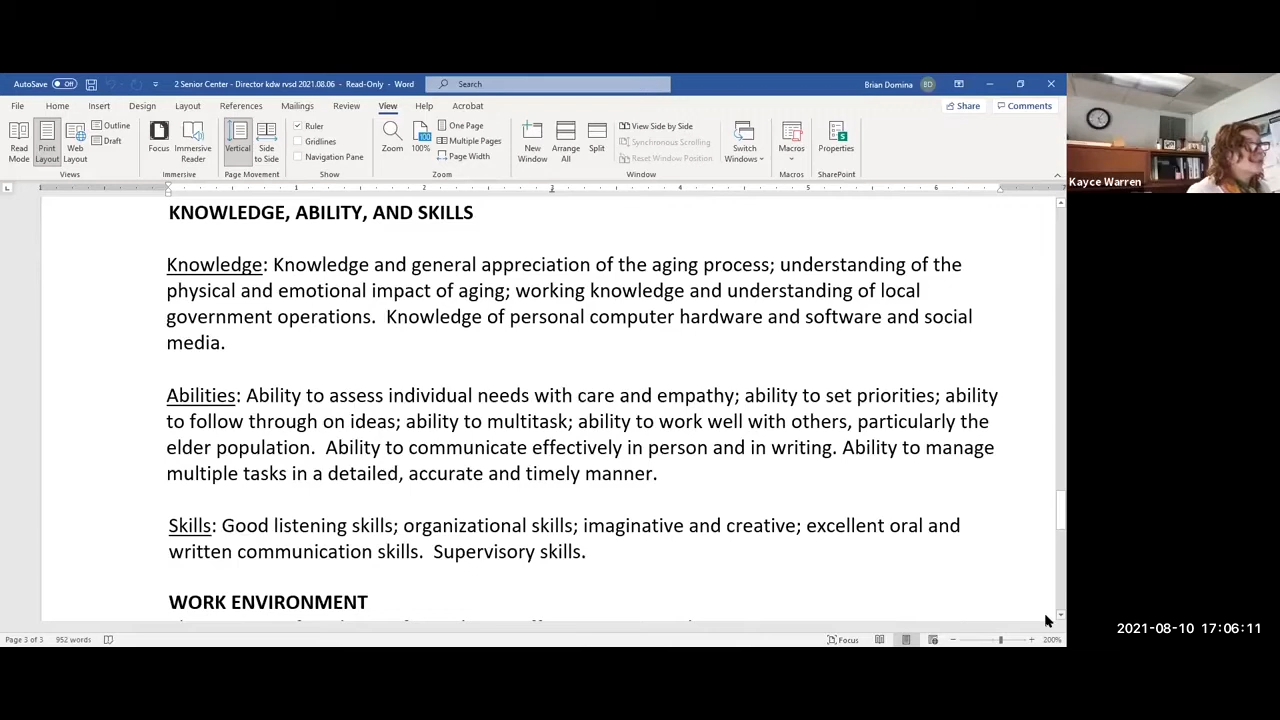 AutoSave Off 2 Senior Center - Director kdw rvsd 2021.08.06 - Read-Only - Word Search Brian Domina BD
File Home Insert Design Layout References Mailings Review View Help Acrobat Share Comments
Read Mode
Print Layout
Web Layout
Outline
Draft
Views
Focus
Immersive Reader
Immersive
Vertical
Side to Side
Page Movement
Ruler
Gridlines
Navigation Pane
Show
Zoom
100%
One Page
Multiple Pages
Page Width
Zoom
New Window
Arrange All
Split
View Side by Side
Synchronous Scrolling
Reset Window Position
Switch Windows
Window
Macros
Macros
Properties
SharePoint
Kayce Warren
1 1 2 3 4 5 6
KNOWLEDGE, ABILITY, AND SKILLS
Knowledge: Knowledge and general appreciation of the aging process; understanding of the
physical and emotional impact of aging; working knowledge and understanding of local
government operations. Knowledge of personal computer hardware and software and social
media.
Abilities: Ability to assess individual needs with care and empathy; ability to set priorities; ability
to follow through on ideas; ability to multitask; ability to work well with others, particularly the
elder population. Ability to communicate effectively in person and in writing. Ability to manage
multiple tasks in a detailed, accurate and timely manner.
Skills: Good listening skills; organizational skills; imaginative and creative; excellent oral and
written communication skills. Supervisory skills.
WORK ENVIRONMENT
Page 3 of 3 952 words Focus 200%
2021-08-10 17:06:11